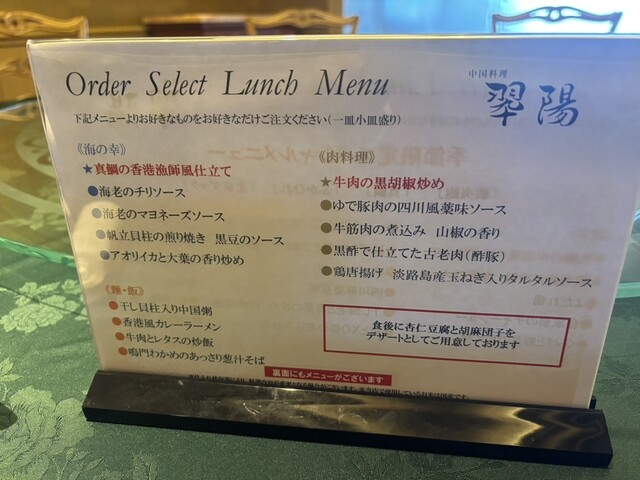 Order Select Lunch Menu
中国料理
翠陽
下記メニューよりお好きなものをお好きなだけご注文ください(一皿小皿盛り)
《海の幸》
★真鯛の香港漁師風仕立て
●海老のチリソース
●海老のマヨネーズソース
●帆立貝柱の煎り焼き 黒豆のソース
●アオリイカと大葉の香り炒め
《麺・飯》
●干し貝柱入り中国粥
●香港風カレーラーメン
●牛肉とレタスの炒飯
●鳴門わかめのあっさり葱汁そば
《肉料理》
★牛肉の黒胡椒炒め
●ゆで豚肉の四川風薬味ソース
●牛筋肉の煮込み 山椒の香り
●黒酢で仕立てた古老肉(酢豚)
●鶏唐揚げ 淡路島産玉ねぎ入りタルタルソース
食後に杏仁豆腐と胡麻団子を
デザートとしてご用意しております
裏面にもメニューがございます